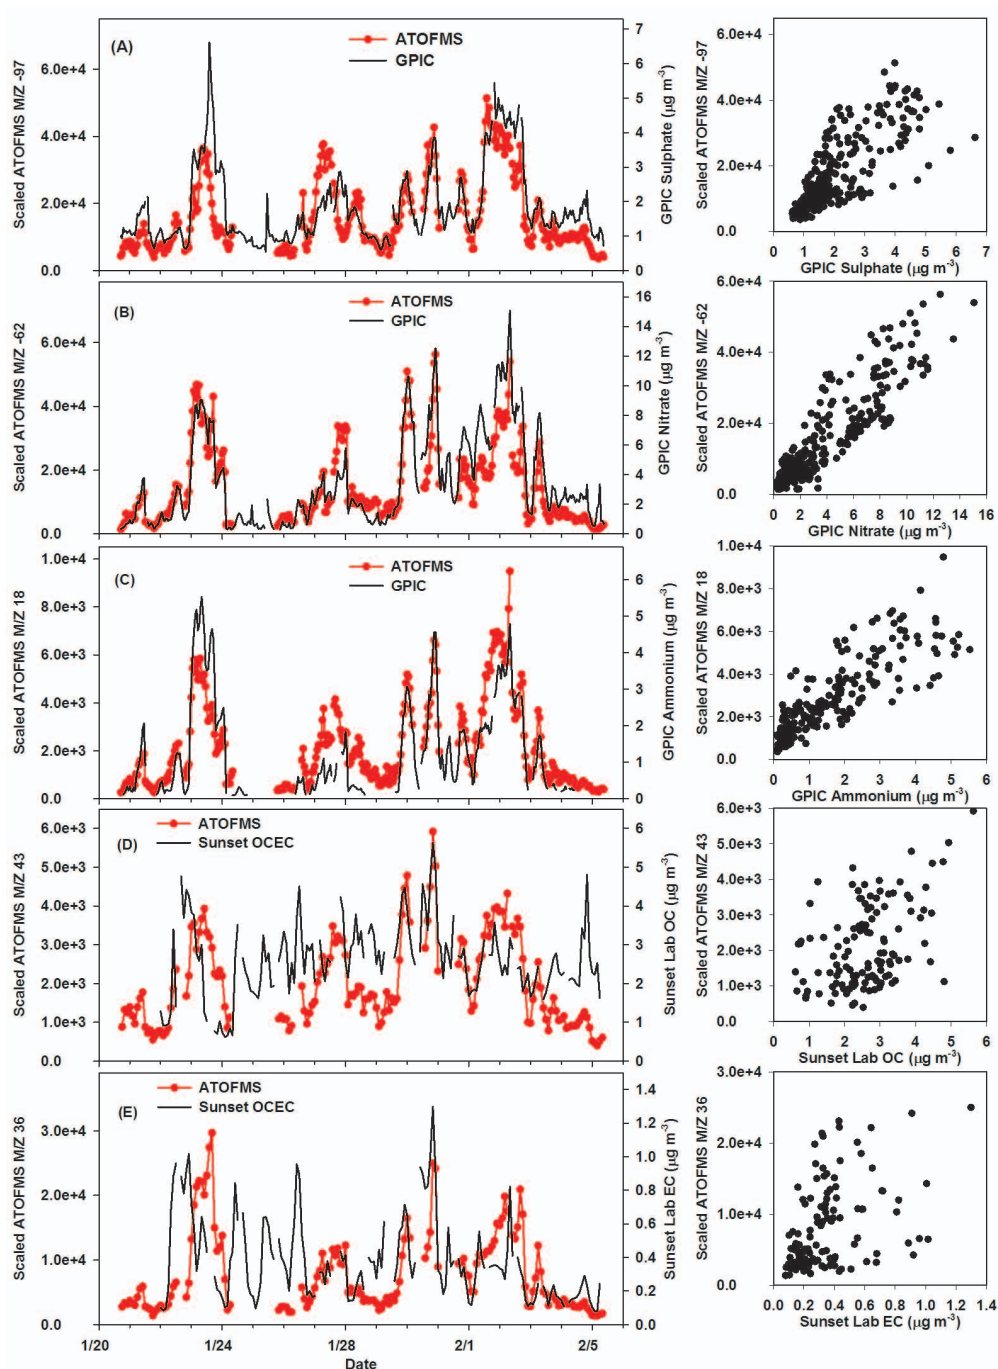 (A)
ATOFMS
GPIC
Scaled ATOFMS M/Z -97
6.0e+4
4.0e+4
2.0e+4
0.0
7
6
5
4
3
2
1
0
GPIC Sulphate (µg m-3)
Scaled ATOFMS M/Z -97
6.0e+4
4.0e+4
2.0e+4
0.0
0 1 2 3 4 5 6 7
GPIC Sulphate (µg m-3)
(B)
ATOFMS
GPIC
Scaled ATOFMS M/Z -62
6.0e+4
4.0e+4
2.0e+4
0.0
16
14
12
10
8
6
4
2
0
GPIC Nitrate (µg m-3)
Scaled ATOFMS M/Z -62
6.0e+4
4.0e+4
2.0e+4
0.0
0 2 4 6 8 10 12 14 16
GPIC Nitrate (µg m-3)
(C)
ATOFMS
GPIC
Scaled ATOFMS M/Z 18
1.0e+4
8.0e+3
6.0e+3
4.0e+3
2.0e+3
0.0
6
5
4
3
2
1
0
GPIC Ammonium (µg m-3)
Scaled ATOFMS M/Z 18
1.0e+4
8.0e+3
6.0e+3
4.0e+3
2.0e+3
0.0
0 1 2 3 4 5 6
GPIC Ammonium (µg m-3)
(D)
ATOFMS
Sunset OCEC
Scaled ATOFMS M/Z 43
6.0e+3
5.0e+3
4.0e+3
3.0e+3
2.0e+3
1.0e+3
0.0
6
5
4
3
2
1
0
Sunset Lab OC (µg m-3)
Scaled ATOFMS M/Z 43
6.0e+3
5.0e+3
4.0e+3
3.0e+3
2.0e+3
1.0e+3
0.0
0 1 2 3 4 5 6
Sunset Lab OC (µg m-3)
(E)
ATOFMS
Sunset OCEC
Scaled ATOFMS M/Z 36
3.0e+4
2.0e+4
1.0e+4
0.0
1.4
1.2
1.0
0.8
0.6
0.4
0.2
0.0
Sunset Lab EC (µg m-3)
1/20 1/24 1/28 2/1 2/5
Date
Scaled ATOFMS M/Z 36
3.0e+4
2.0e+4
1.0e+4
0.0
0.0 0.2 0.4 0.6 0.8 1.0 1.2 1.4
Sunset Lab EC (µg m-3)